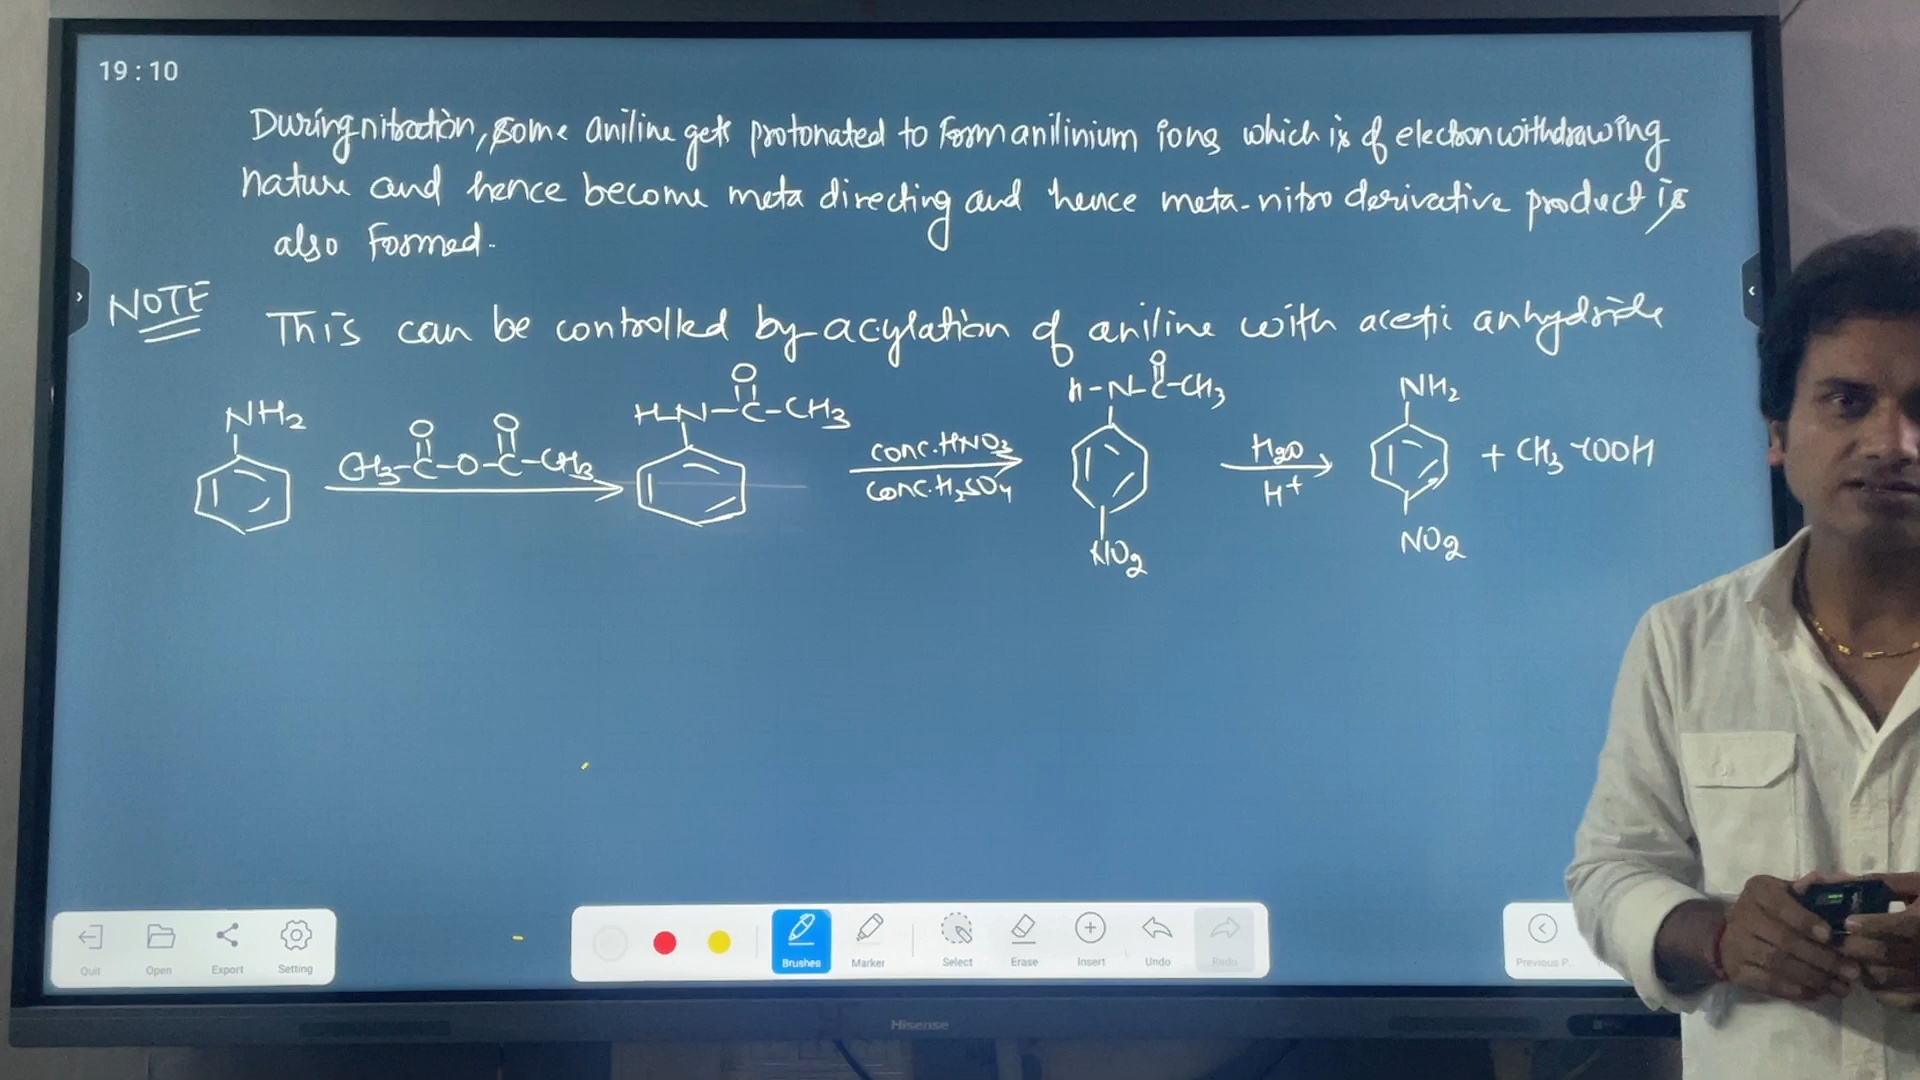 19:10
During nitration, some aniline gets protonated to form anilinium ions which is of electron withdrawing
nature and hence become meta directing and hence meta-nitro derivative product is
also formed.
NOTE
This can be controlled by acylation of aniline with acetic anhydride
NH2
CH3-C-O-C-CH3
O
O
H-N-C-CH3
O
conc.HNO3
conc.H2SO4
H-N-C-CH3
O
NO2
H2O
H+
NH2
NO2
+ CH3-COOH
Quit
Open
Export
Setting
Brushes
Marker
Select
Erase
Insert
Undo
Redo
Previous P
Hisense